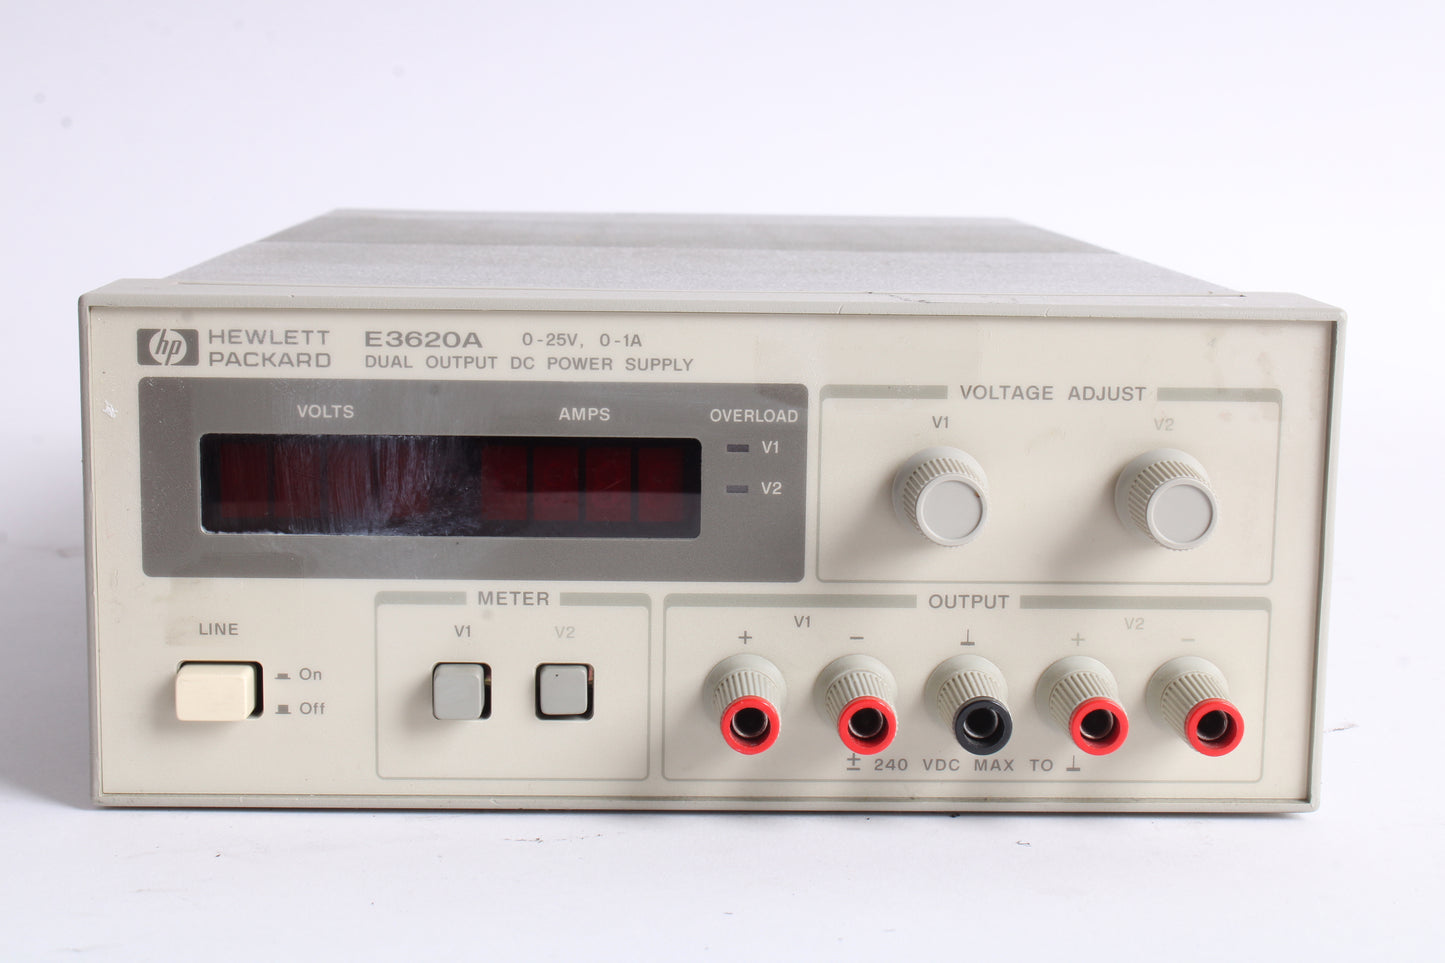 hp HEWLETT PACKARD
E3620A 0-25V, 0-1A
DUAL OUTPUT DC POWER SUPPLY
VOLTS AMPS OVERLOAD
V1
V2
VOLTAGE ADJUST
V1 V2
LINE
On
Off
METER
V1 V2
OUTPUT
V1 V2
+ − ⊥ + −
± 240 VDC MAX TO ⊥